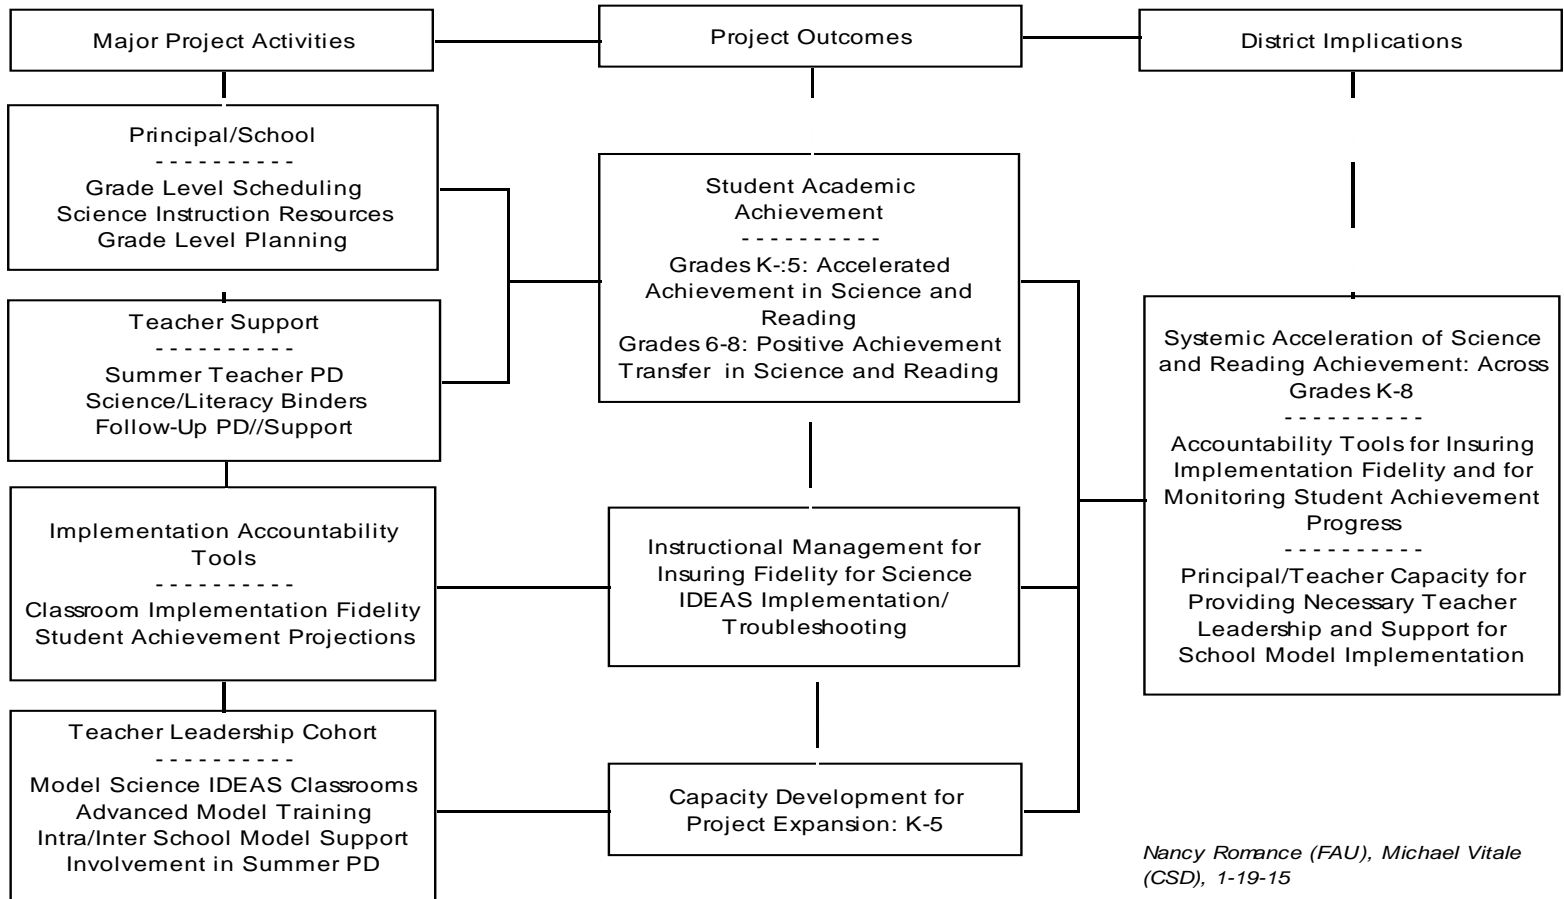 Major Project Activities
Project Outcomes
District Implications
Principal/School
- - - - - - - - - -
Grade Level Scheduling
Science Instruction Resources
Grade Level Planning
Teacher Support
- - - - - - - - - -
Summer Teacher PD
Science/Literacy Binders
Follow-Up PD//Support
Implementation Accountability
Tools
- - - - - - - - - -
Classroom Implementation Fidelity
Student Achievement Projections
Teacher Leadership Cohort
- - - - - - - - - -
Model Science IDEAS Classrooms
Advanced Model Training
Intra/Inter School Model Support
Involvement in Summer PD
Student Academic
Achievement
- - - - - - - - - -
Grades K-:5: Accelerated
Achievement in Science and
Reading
Grades 6-8: Positive Achievement
Transfer in Science and Reading
Instructional Management for
Insuring Fidelity for Science
IDEAS Implementation/
Troubleshooting
Capacity Development for
Project Expansion: K-5
Systemic Acceleration of Science
and Reading Achievement: Across
Grades K-8
- - - - - - - - - -
Accountability Tools for Insuring
Implementation Fidelity and for
Monitoring Student Achievement
Progress
- - - - - - - - - -
Principal/Teacher Capacity for
Providing Necessary Teacher
Leadership and Support for
School Model Implementation
Nancy Romance (FAU), Michael Vitale
(CSD), 1-19-15